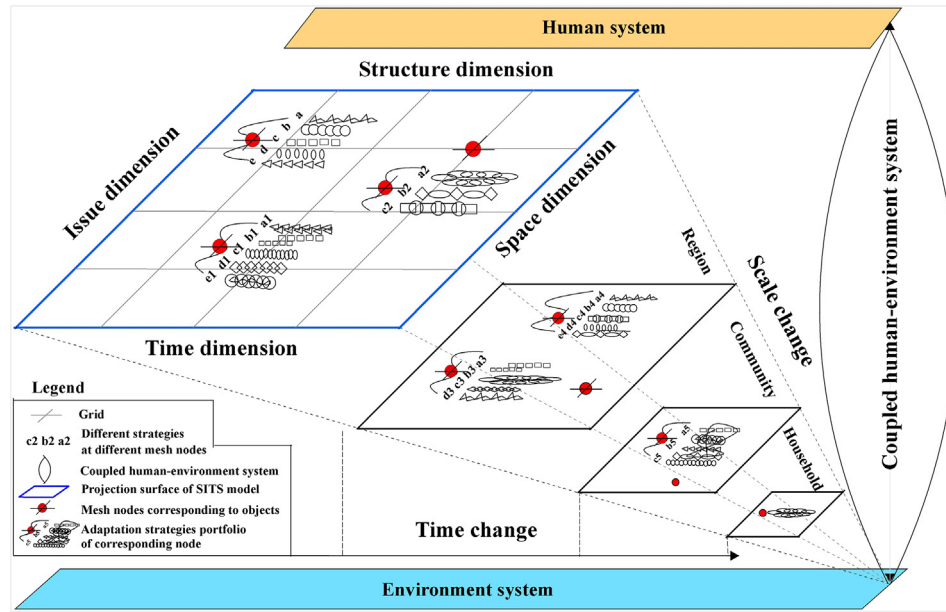 Human system
Structure dimension
Issue dimension
Space dimension
Time dimension
a
b
c
d
e
a2
b2
c2
a1
b1
c1
d1
e1
Region
Scale change
Community
Household
Coupled human-environment system
a4
b4
c4
d4
e4
a3
b3
c3
d3
a5
b5
c5
Legend
Grid
c2 b2 a2
Different strategies
at different mesh nodes
Coupled human-environment system
Projection surface of SITS model
Mesh nodes corresponding to objects
Adaptation strategies portfolio
of corresponding node
Time change
Environment system